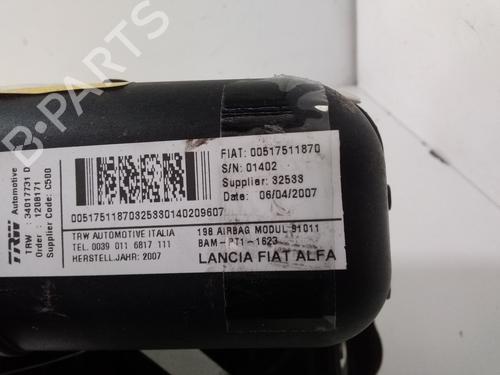 TRW Automotive
TRW : 34017731 D
Order : 120B171
Supplier Code: C500
FIAT: 00517511870
S/N: 01402
Supplier: 32533
Date: 06/04/2007
00517511870325330140209607
TRW AUTOMOTIVE ITALIA
TEL. 0039 011 6817 111
HERSTELL.JAHR: 2007
198 AIRBAG MODUL 91011
BAM-PT1-1623
LANCIA FIAT ALFA